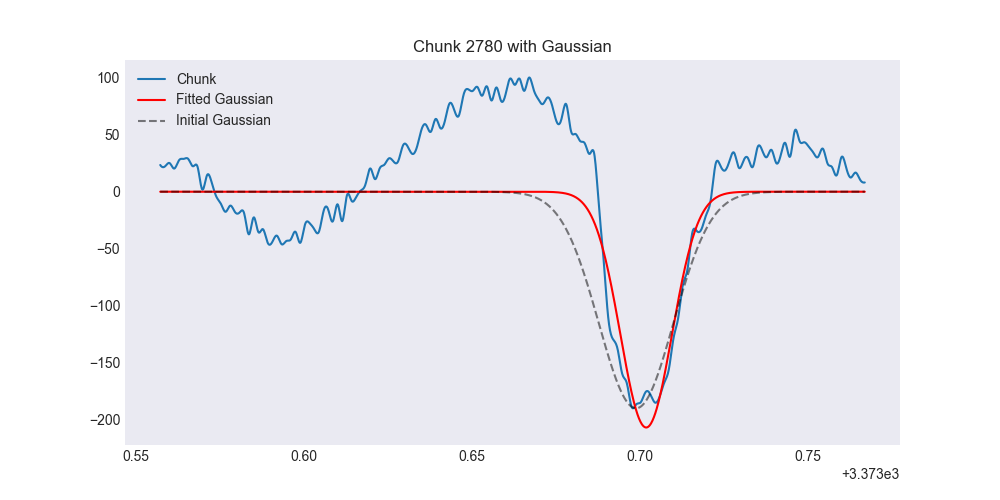 Chunk 2780 with Gaussian
Chunk
Fitted Gaussian
Initial Gaussian
100
50
0
−50
−100
−150
−200
0.55
0.60
0.65
0.70
0.75
+3.373e3